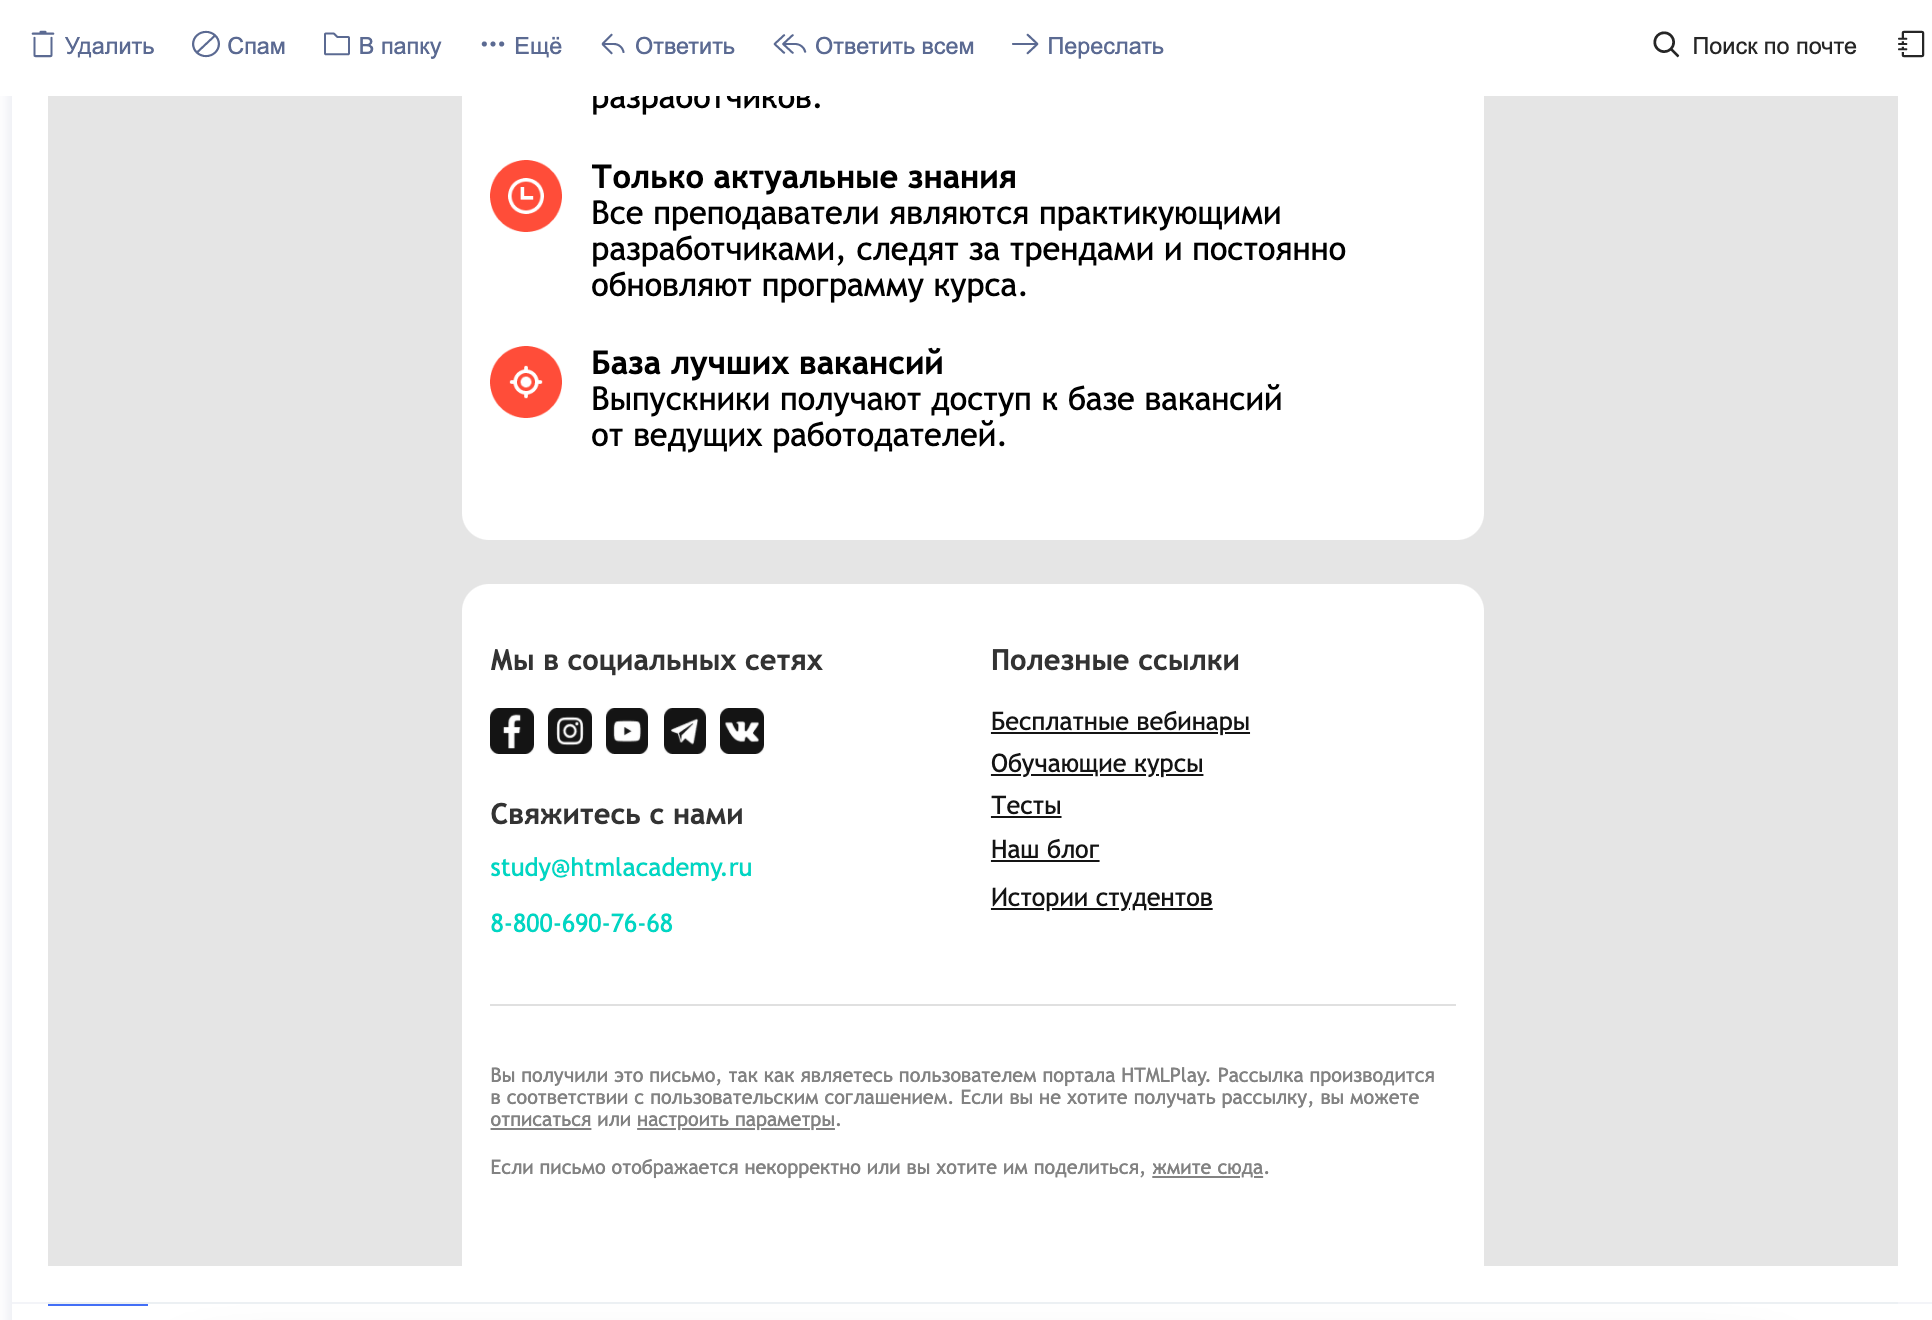 Удалить Спам В папку Ещё Ответить Ответить всем Переслать Поиск по почте
разработчиков.
Только актуальные знания
Все преподаватели являются практикующими
разработчиками, следят за трендами и постоянно
обновляют программу курса.
База лучших вакансий
Выпускники получают доступ к базе вакансий
от ведущих работодателей.
Мы в социальных сетях
Свяжитесь с нами
study@htmlacademy.ru
8-800-690-76-68
Полезные ссылки
Бесплатные вебинары
Обучающие курсы
Тесты
Наш блог
Истории студентов
Вы получили это письмо, так как являетесь пользователем портала HTMLPlay. Рассылка производится
в соответствии с пользовательским соглашением. Если вы не хотите получать рассылку, вы можете
отписаться или настроить параметры.
Если письмо отображается некорректно или вы хотите им поделиться, жмите сюда.